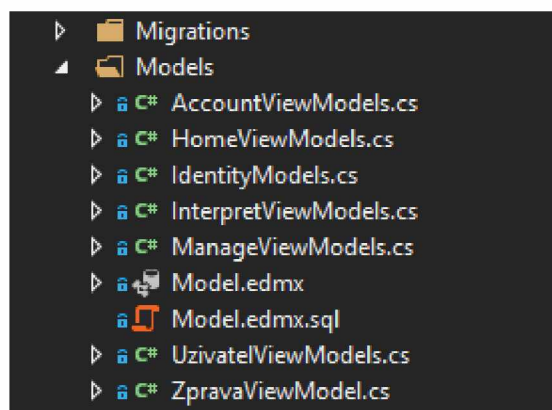 Migrations
Models
C# AccountViewModels.cs
C# HomeViewModels.cs
C# IdentityModels.cs
C# InterpretViewModels.cs
C# ManageViewModels.cs
Model.edmx
Model.edmx.sql
C# UzivatelViewModels.cs
C# ZpravaViewModel.cs